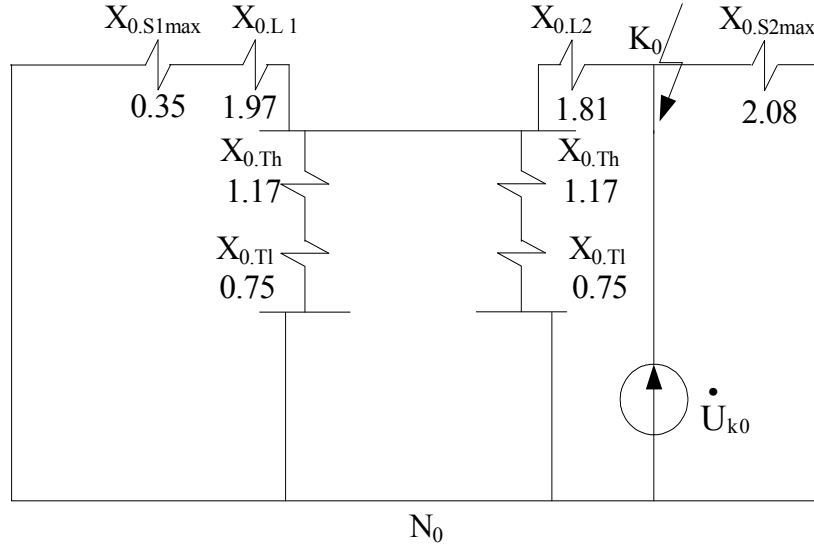 X0.S1max X0.L 1 X0.L2 K0 X0.S2max
0.35 1.97 1.81 2.08
X0.Th X0.Th
1.17 1.17
X0.Tl X0.Tl
0.75 0.75
U̇k0
N0